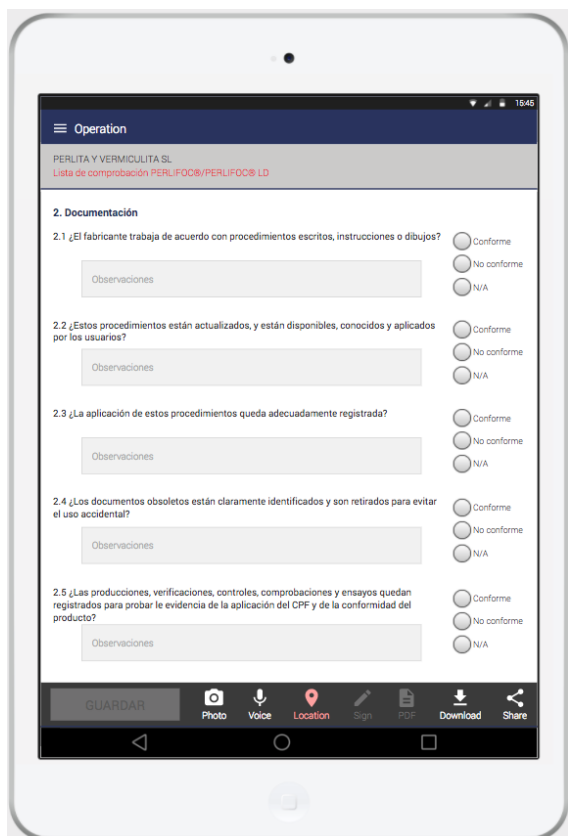 15:45
Operation
PERLITA Y VERMICULITA SL
Lista de comprobación PERLIFOC®/PERLIFOC® LD
2. Documentación
2.1 ¿El fabricante trabaja de acuerdo con procedimientos escritos, instrucciones o dibujos?
Conforme
No conforme
N/A
Observaciones
2.2 ¿Estos procedimientos están actualizados, y están disponibles, conocidos y aplicados
por los usuarios?
Conforme
No conforme
N/A
Observaciones
2.3 ¿La aplicación de estos procedimientos queda adecuadamente registrada?
Conforme
No conforme
N/A
Observaciones
2.4 ¿Los documentos obsoletos están claramente identificados y son retirados para evitar
el uso accidental?
Conforme
No conforme
N/A
Observaciones
2.5 ¿Las producciones, verificaciones, controles, comprobaciones y ensayos quedan
registrados para probar le evidencia de la aplicación del CPF y de la conformidad del
producto?
Conforme
No conforme
N/A
Observaciones
GUARDAR
Photo
Voice
Location
Sign
PDF
Download
Share